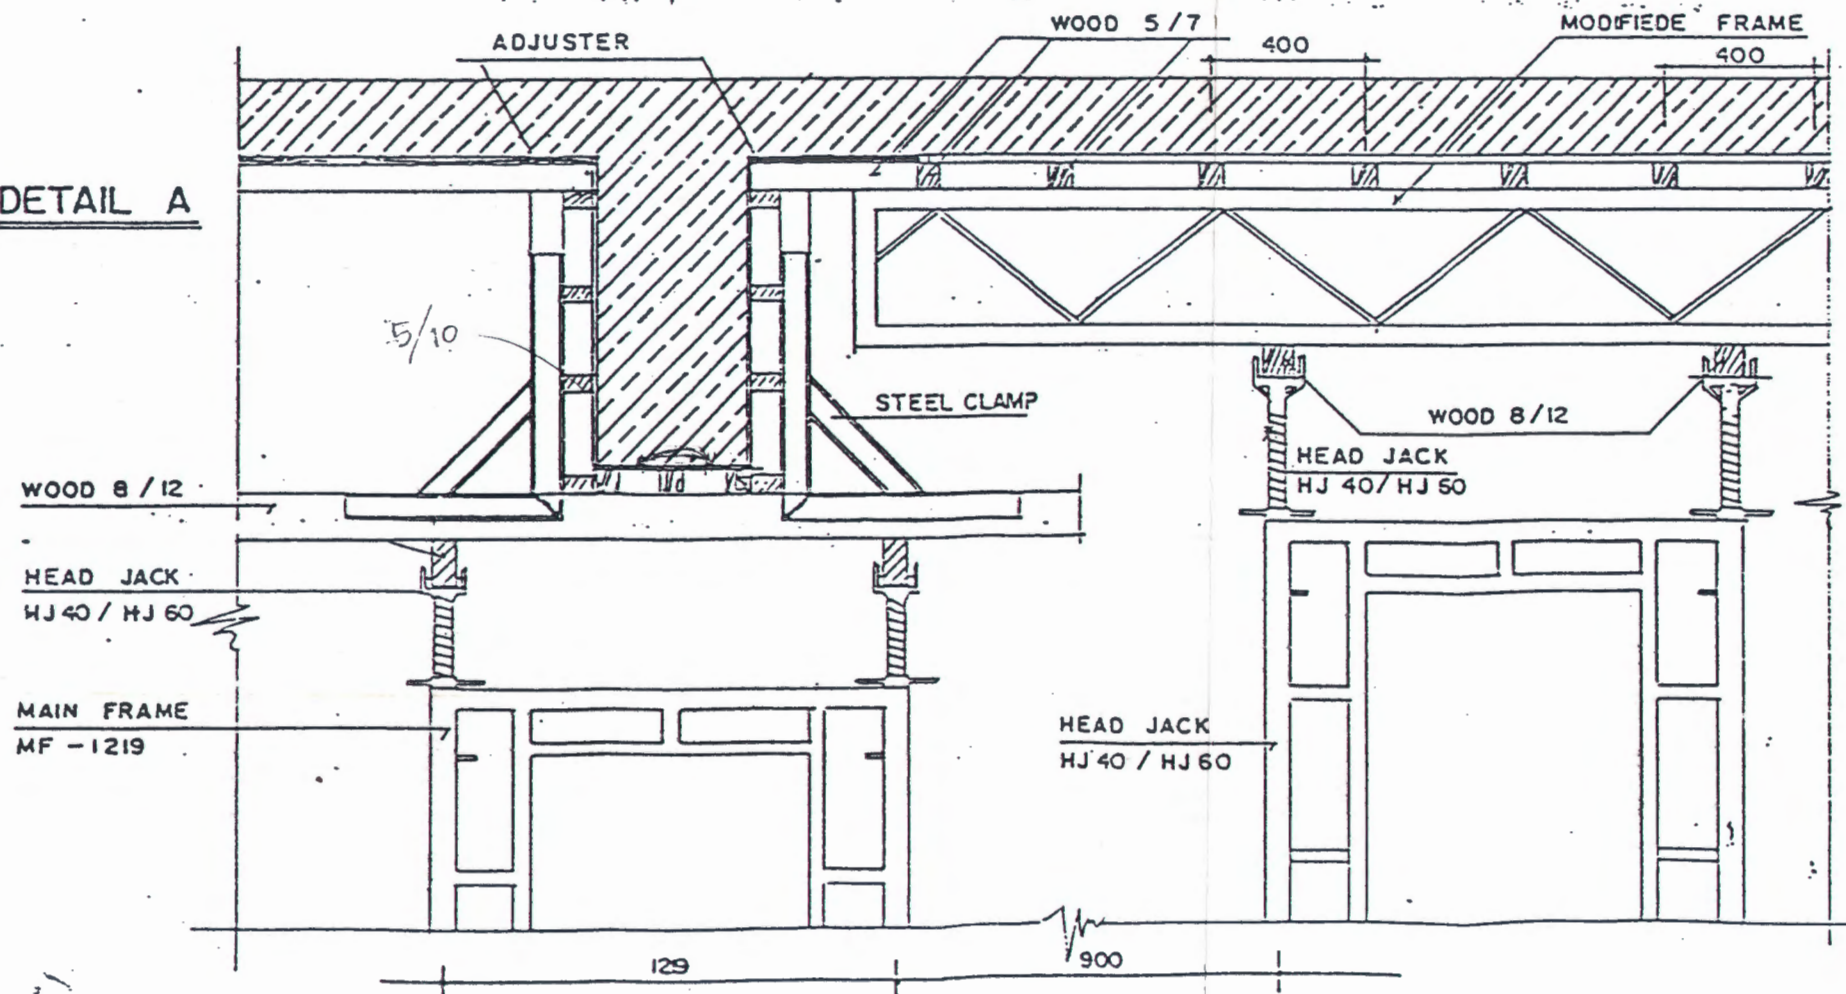 WOOD 5/7
MODIFIEDE FRAME
ADJUSTER
400
400
DETAIL A
5/10
STEEL CLAMP
WOOD 8/12
HEAD JACK
HJ 40/HJ 60
WOOD 8/12
HEAD JACK
HJ 40 / HJ 60
MAIN FRAME
MF - 1219
HEAD JACK
HJ 40 / HJ 60
129
900